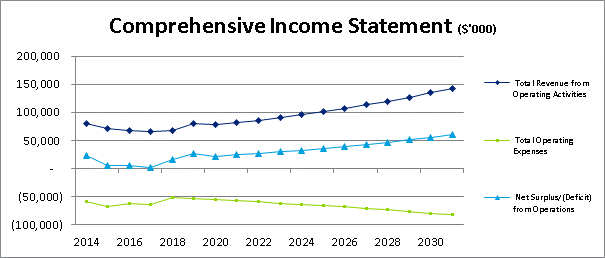 Comprehensive Income Statement ($'000)
200,000
150,000
100,000
50,000
-
(50,000)
(100,000)
2014 2016 2018 2020 2022 2024 2026 2028 2030
Total Revenue from
Operating Activities
Total Operating
Expenses
Net Surplus/(Deficit)
from Operations